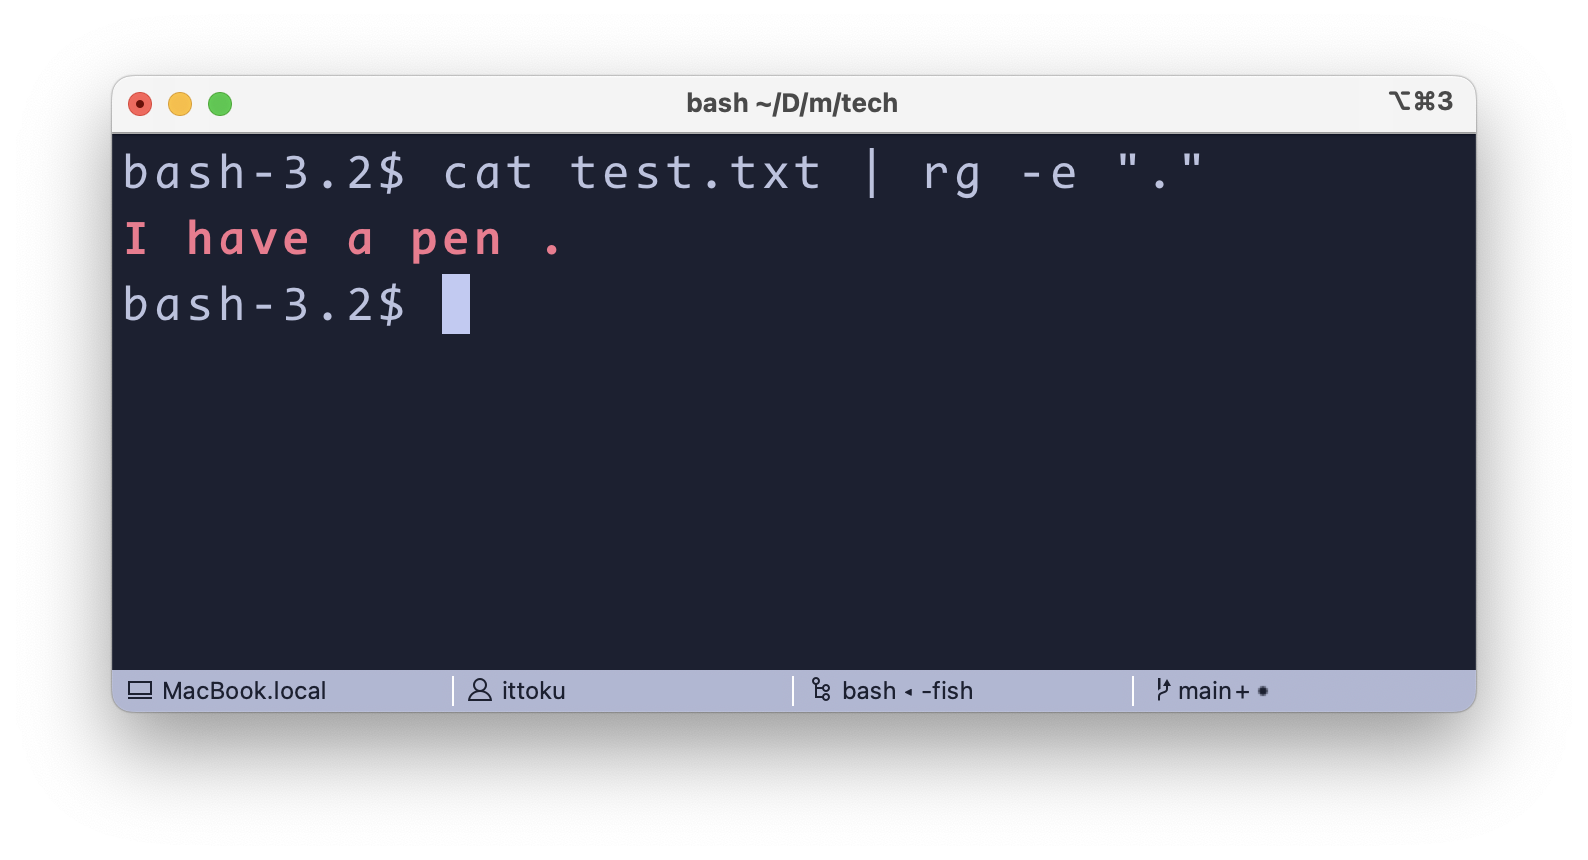 bash ~/D/m/tech
⌥⌘3
bash-3.2$ cat test.txt | rg -e "."
I have a pen .
bash-3.2$
MacBook.local
ittoku
bash ◂ -fish
main+ ●